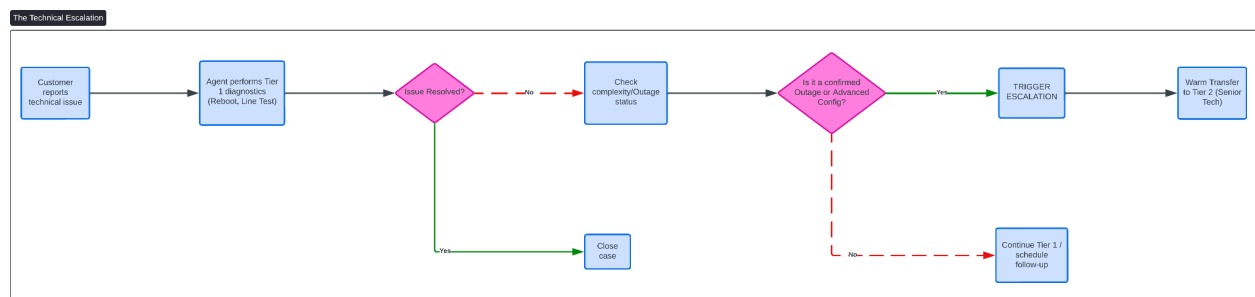 The Technical Escalation
Customer
reports
technical issue
Agent performs Tier
1 diagnostics
(Reboot, Line Test)
Issue Resolved?
No
Check
complexity/Outage
status
Is it a confirmed
Outage or Advanced
Config?
Yes
TRIGGER
ESCALATION
Warm Transfer
to Tier 2 (Senior
Tech)
Yes
Close
case
No
Continue Tier 1 /
schedule
follow-up